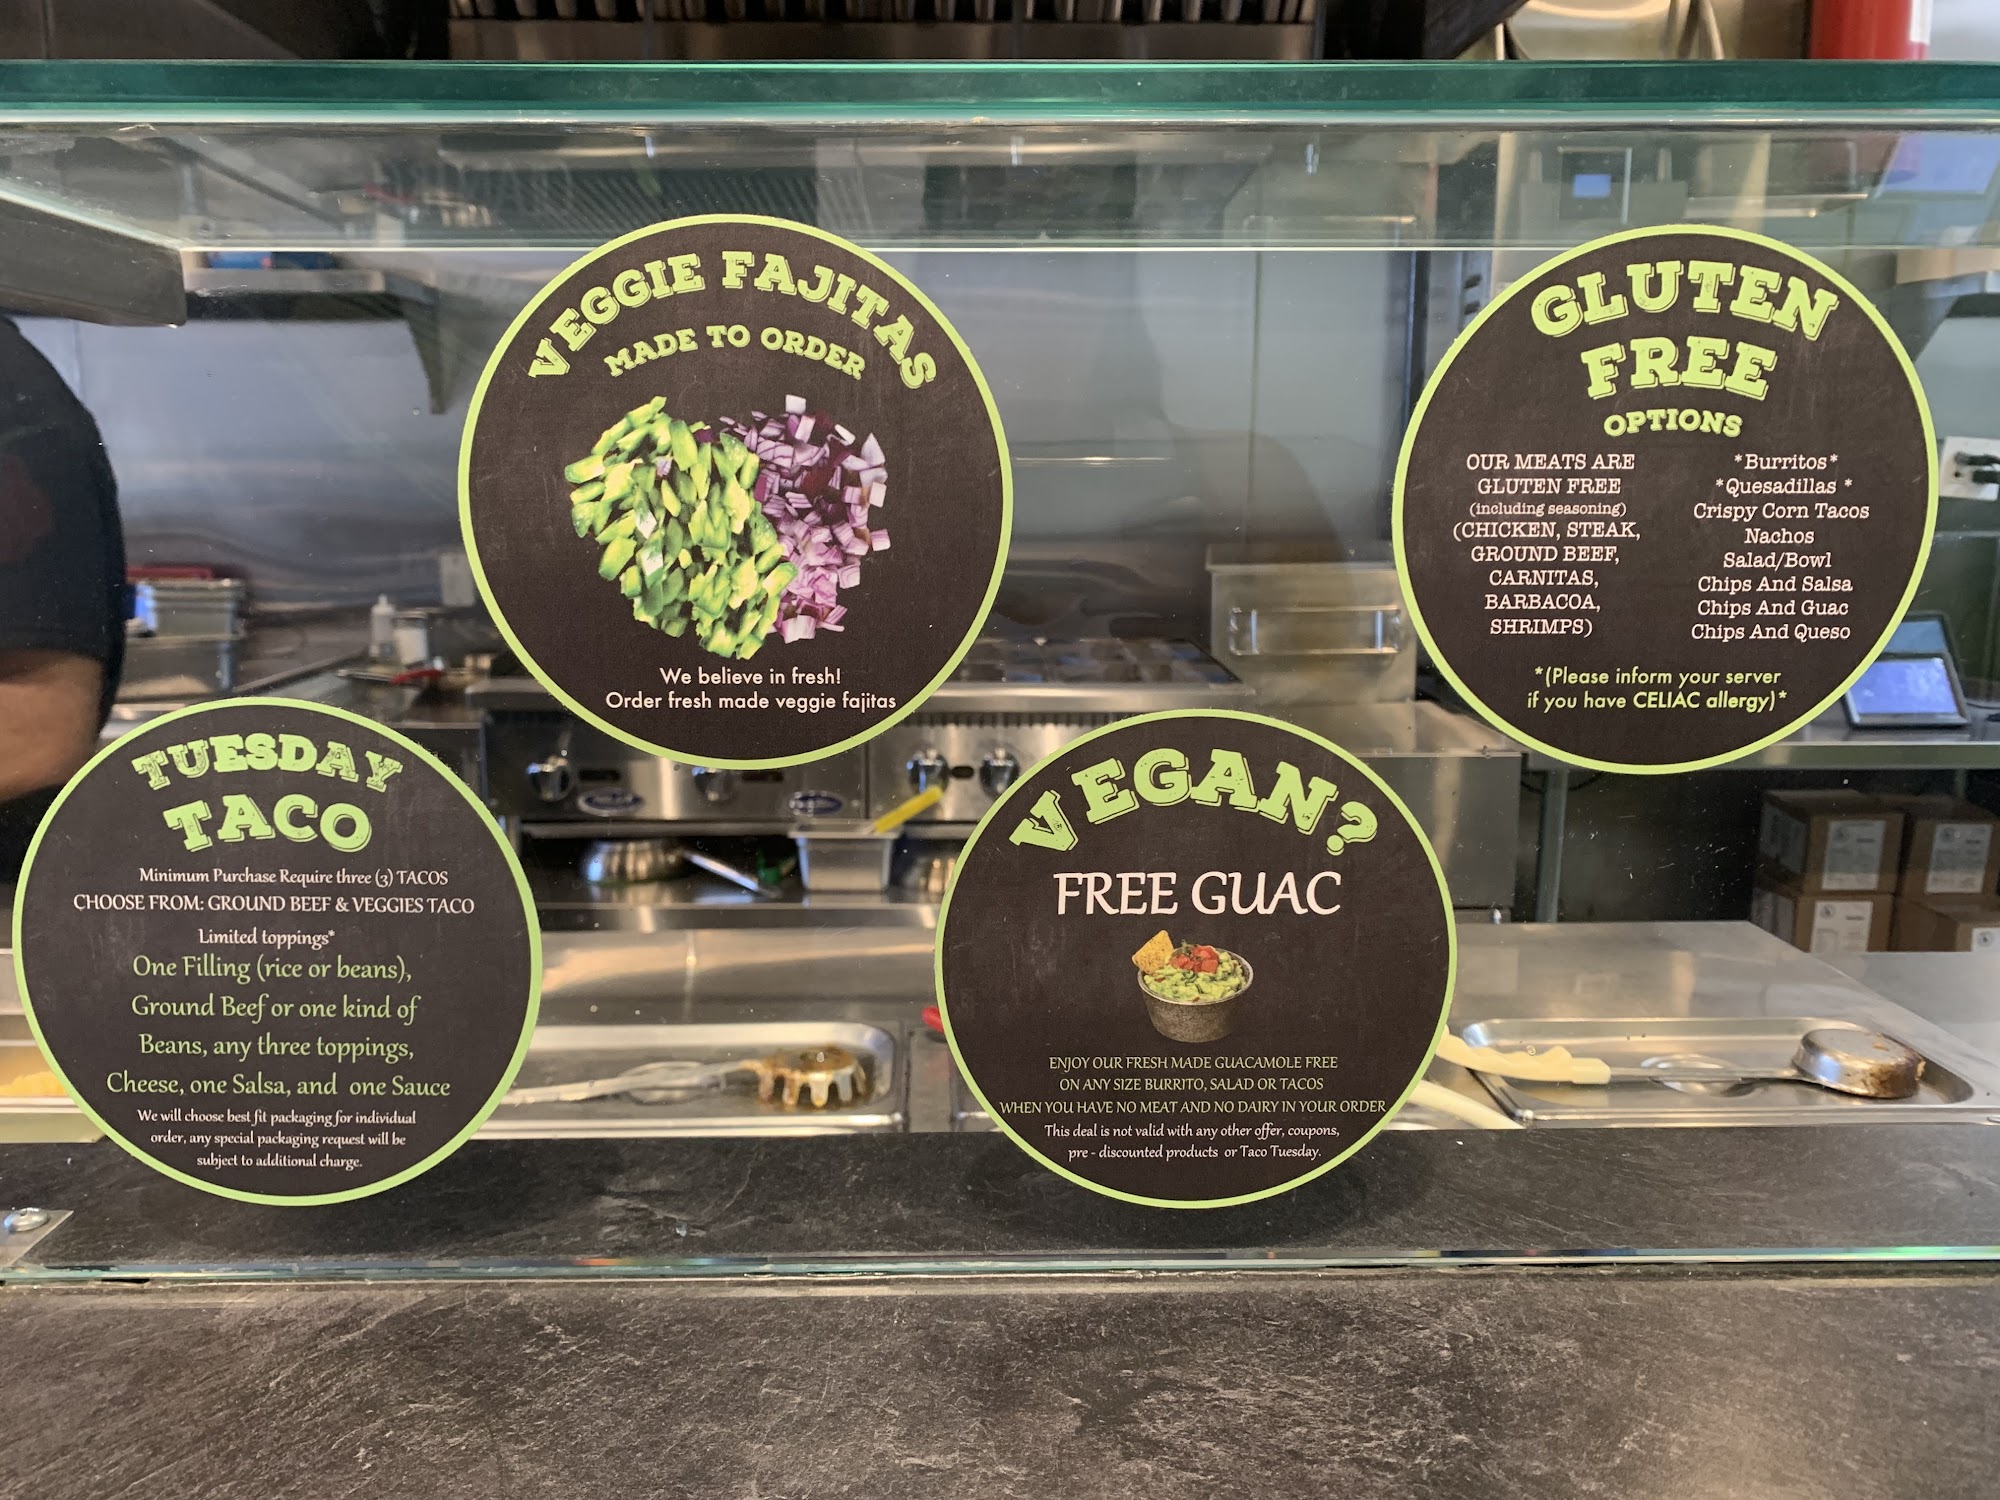 VEGGIE FAJITAS
MADE TO ORDER
We believe in fresh!
Order fresh made veggie fajitas
GLUTEN
FREE
OPTIONS
OUR MEATS ARE
GLUTEN FREE
(including seasoning)
(CHICKEN, STEAK,
GROUND BEEF,
CARNITAS,
BARBACOA,
SHRIMPS)
*Burritos*
*Quesadillas *
Crispy Corn Tacos
Nachos
Salad/Bowl
Chips And Salsa
Chips And Guac
Chips And Queso
*(Please inform your server
if you have CELIAC allergy)*
TUESDAY
TACO
Minimum Purchase Require three (3) TACOS
CHOOSE FROM: GROUND BEEF & VEGGIES TACO
Limited toppings*
One Filling (rice or beans),
Ground Beef or one kind of
Beans, any three toppings,
Cheese, one Salsa, and one Sauce
We will choose best fit packaging for individual
order, any special packaging request will be
subject to additional charge.
VEGAN?
FREE GUAC
ENJOY OUR FRESH MADE GUACAMOLE FREE
ON ANY SIZE BURRITO, SALAD OR TACOS
WHEN YOU HAVE NO MEAT AND NO DAIRY IN YOUR ORDER
This deal is not valid with any other offer, coupons,
pre - discounted products or Taco Tuesday.